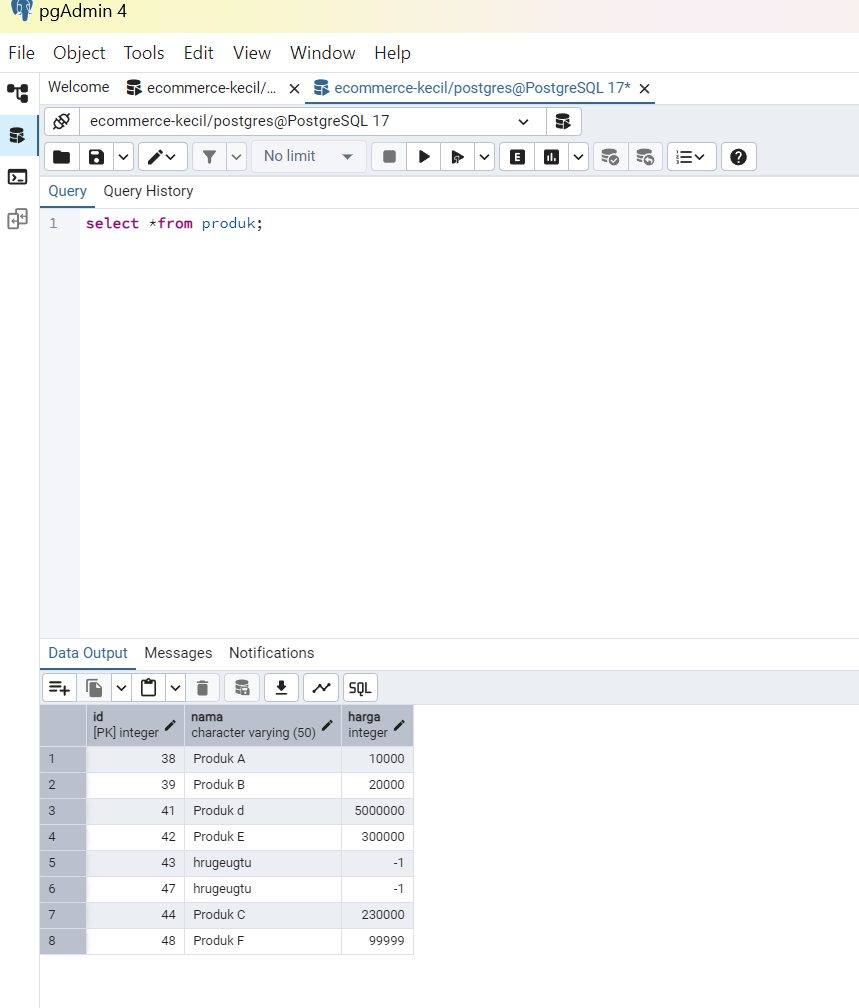 pgAdmin 4
File Object Tools Edit View Window Help
Welcome ecommerce-kecil/... ecommerce-kecil/postgres@PostgreSQL 17*
ecommerce-kecil/postgres@PostgreSQL 17
No limit E
Query Query History
1 select *from produk;
Data Output Messages Notifications
SQL
id nama harga
[PK] integer character varying (50) integer
1 38 Produk A 10000
2 39 Produk B 20000
3 41 Produk d 5000000
4 42 Produk E 300000
5 43 hrugeugtu -1
6 47 hrugeugtu -1
7 44 Produk C 230000
8 48 Produk F 99999